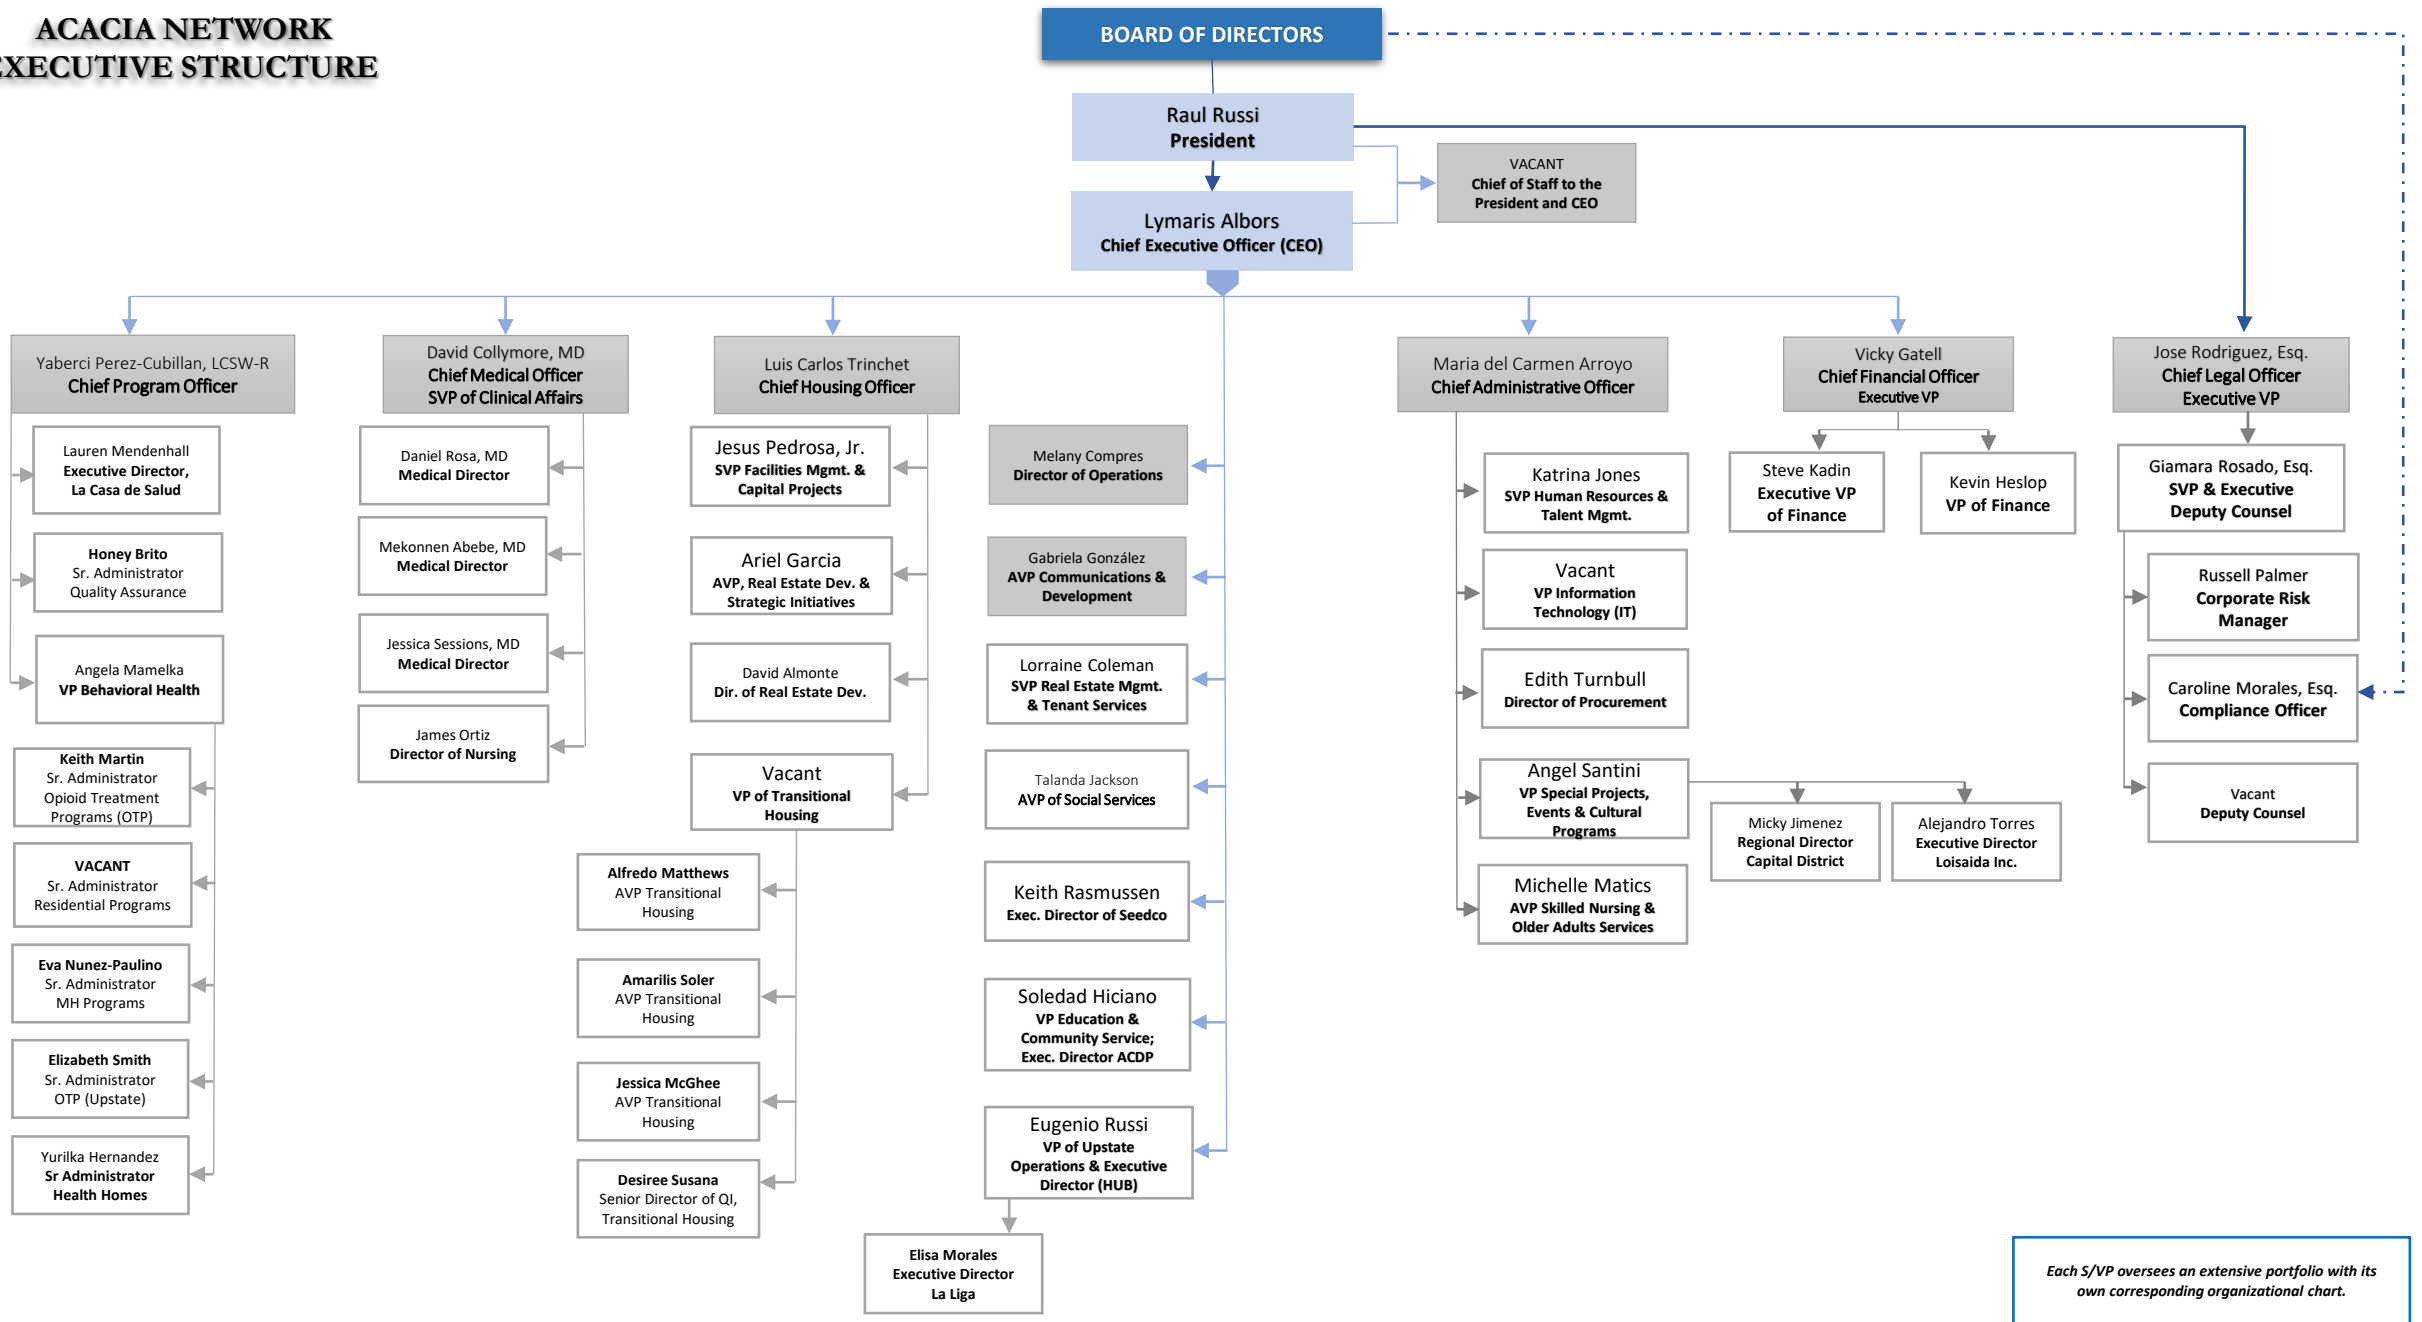 ACACIA NETWORK
EXECUTIVE STRUCTURE
BOARD OF DIRECTORS
Raul Russi
President
VACANT
Chief of Staff to the
President and CEO
Lymaris Albors
Chief Executive Officer (CEO)
Yaberci Perez-Cubillan, LCSW-R
Chief Program Officer
Lauren Mendenhall
Executive Director,
La Casa de Salud
Honey Brito
Sr. Administrator
Quality Assurance
Angela Mamelka
VP Behavioral Health
Keith Martin
Sr. Administrator
Opioid Treatment
Programs (OTP)
VACANT
Sr. Administrator
Residential Programs
Eva Nunez-Paulino
Sr. Administrator
MH Programs
Elizabeth Smith
Sr. Administrator
OTP (Upstate)
Yurilka Hernandez
Sr Administrator
Health Homes
David Collymore, MD
Chief Medical Officer
SVP of Clinical Affairs
Daniel Rosa, MD
Medical Director
Mekonnen Abebe, MD
Medical Director
Jessica Sessions, MD
Medical Director
James Ortiz
Director of Nursing
Luis Carlos Trinchet
Chief Housing Officer
Jesus Pedrosa, Jr.
SVP Facilities Mgmt. &
Capital Projects
Ariel Garcia
AVP, Real Estate Dev. &
Strategic Initiatives
David Almonte
Dir. of Real Estate Dev.
Vacant
VP of Transitional
Housing
Alfredo Matthews
AVP Transitional
Housing
Amarilis Soler
AVP Transitional
Housing
Jessica McGhee
AVP Transitional
Housing
Desiree Susana
Senior Director of QI,
Transitional Housing
Melany Compres
Director of Operations
Gabriela González
AVP Communications &
Development
Lorraine Coleman
SVP Real Estate Mgmt.
& Tenant Services
Talanda Jackson
AVP of Social Services
Keith Rasmussen
Exec. Director of Seedco
Soledad Hiciano
VP Education &
Community Service;
Exec. Director ACDP
Eugenio Russi
VP of Upstate
Operations & Executive
Director (HUB)
Elisa Morales
Executive Director
La Liga
Maria del Carmen Arroyo
Chief Administrative Officer
Katrina Jones
SVP Human Resources &
Talent Mgmt.
Vacant
VP Information
Technology (IT)
Edith Turnbull
Director of Procurement
Angel Santini
VP Special Projects,
Events & Cultural
Programs
Micky Jimenez
Regional Director
Capital District
Alejandro Torres
Executive Director
Loisaida Inc.
Michelle Matics
AVP Skilled Nursing &
Older Adults Services
Vicky Gatell
Chief Financial Officer
Executive VP
Steve Kadin
Executive VP
of Finance
Kevin Heslop
VP of Finance
Jose Rodriguez, Esq.
Chief Legal Officer
Executive VP
Giamara Rosado, Esq.
SVP & Executive
Deputy Counsel
Russell Palmer
Corporate Risk
Manager
Caroline Morales, Esq.
Compliance Officer
Vacant
Deputy Counsel
Each S/VP oversees an extensive portfolio with its
own corresponding organizational chart.